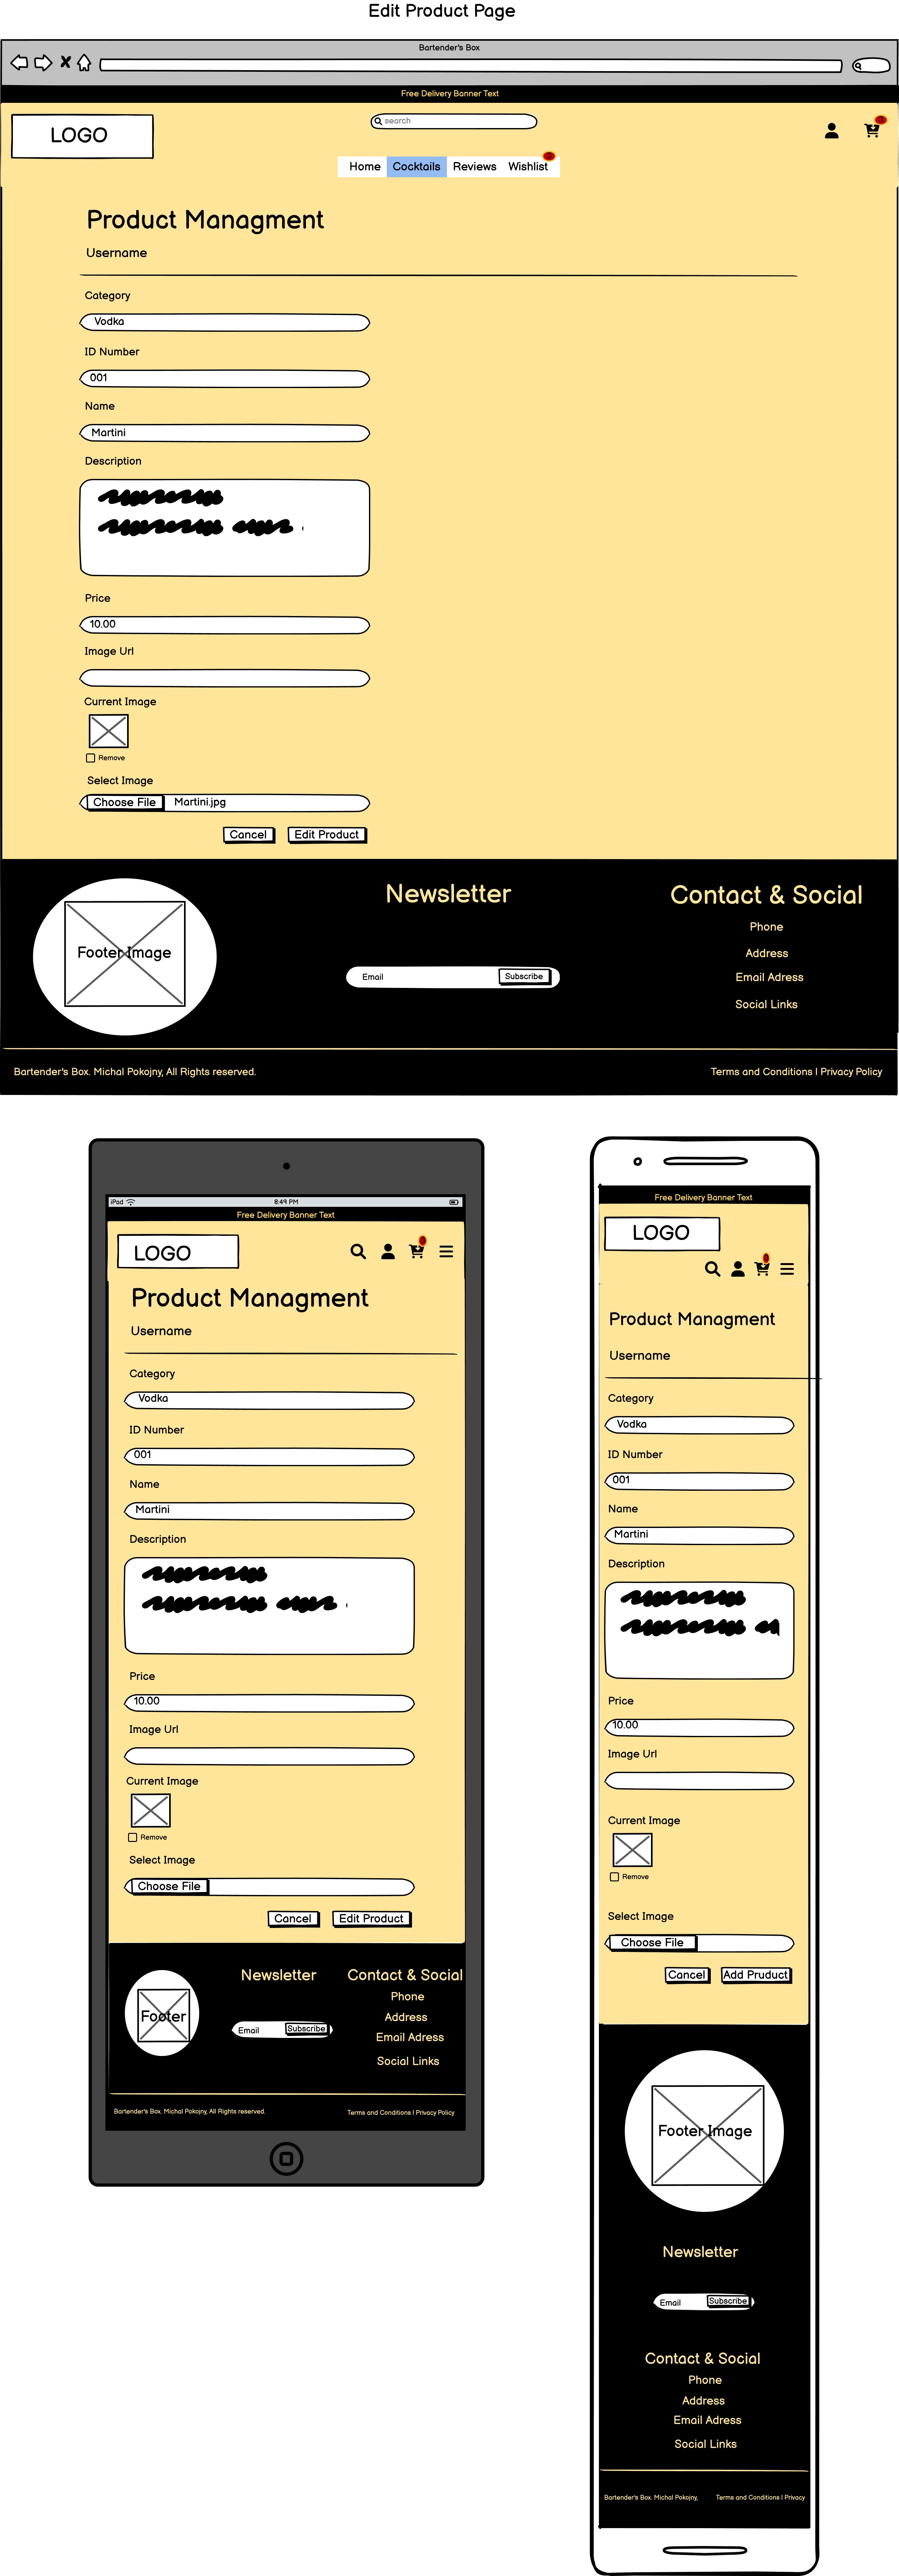 Edit Product Page
Bartender's Box
Free Delivery Banner Text
LOGO
search
3
Home Cocktails Reviews Wishlist
3
Product Managment
Username
Category
Vodka
ID Number
001
Name
Martini
Description
Price
10.00
Image Url
Current Image
Remove
Select Image
Choose File Martini.jpg
Cancel Edit Product
Footer Image
Newsletter
Email Subscribe
Contact & Social
Phone
Address
Email Adress
Social Links
Bartender's Box. Michal Pokojny, All Rights reserved.
Terms and Conditions | Privacy Policy
iPad 8:49 PM
Free Delivery Banner Text
LOGO
3
Product Managment
Username
Category
Vodka
ID Number
001
Name
Martini
Description
Price
10.00
Image Url
Current Image
Remove
Select Image
Choose File
Cancel Edit Product
Footer
Newsletter
Email Subscribe
Contact & Social
Phone
Address
Email Adress
Social Links
Bartender's Box. Michal Pokojny, All Rights reserved.
Terms and Conditions | Privacy Policy
Free Delivery Banner Text
LOGO
3
Product Managment
Username
Category
Vodka
ID Number
001
Name
Martini
Description
Price
10.00
Image Url
Current Image
Remove
Select Image
Choose File
Cancel Add Pruduct
Footer Image
Newsletter
Email Subscribe
Contact & Social
Phone
Address
Email Adress
Social Links
Bartender's Box. Michal Pokojny,
Terms and Conditions | Privacy